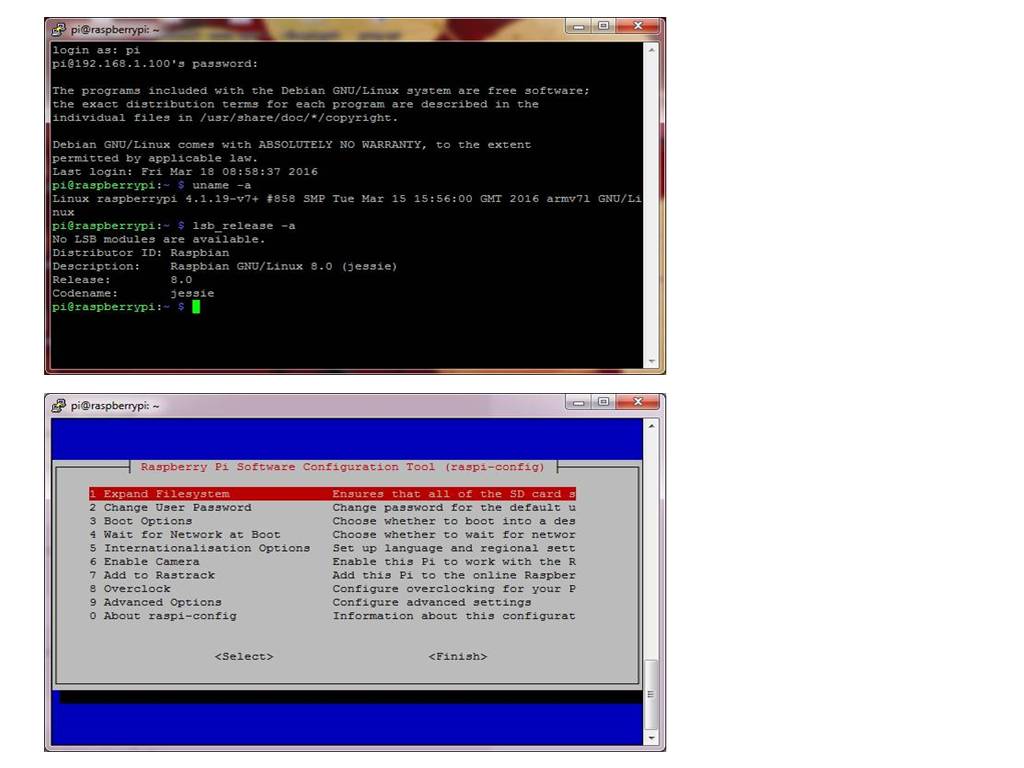 pi@raspberrypi: ~
login as: pi
pi@192.168.1.100's password:
The programs included with the Debian GNU/Linux system are free software;
the exact distribution terms for each program are described in the
individual files in /usr/share/doc/*/copyright.
Debian GNU/Linux comes with ABSOLUTELY NO WARRANTY, to the extent
permitted by applicable law.
Last login: Fri Mar 18 08:58:37 2016
pi@raspberrypi:~ $ uname -a
Linux raspberrypi 4.1.19-v7+ #858 SMP Tue Mar 15 15:56:00 GMT 2016 armv7l GNU/Li
nux
pi@raspberrypi:~ $ lsb_release -a
No LSB modules are available.
Distributor ID: Raspbian
Description:    Raspbian GNU/Linux 8.0 (jessie)
Release:        8.0
Codename:       jessie
pi@raspberrypi:~ $
pi@raspberrypi: ~
Raspberry Pi Software Configuration Tool (raspi-config)
1 Expand Filesystem              Ensures that all of the SD card s
2 Change User Password           Change password for the default u
3 Boot Options                   Choose whether to boot into a des
4 Wait for Network at Boot       Choose whether to wait for networ
5 Internationalisation Options   Set up language and regional sett
6 Enable Camera                  Enable this Pi to work with the R
7 Add to Rastrack                Add this Pi to the online Raspber
8 Overclock                      Configure overclocking for your P
9 Advanced Options               Configure advanced settings
0 About raspi-config             Information about this configurat
<Select>                     <Finish>